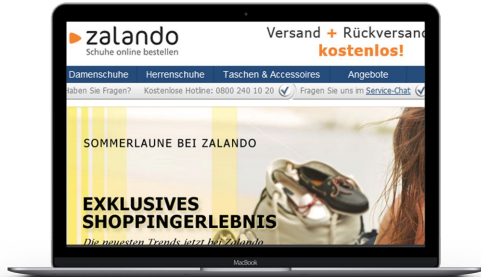 zalando
Schuhe online bestellen
Versand + Rückversand
kostenlos!
Damenschuhe Herrenschuhe Taschen & Accessoires Angebote
Haben Sie Fragen? Kostenlose Hotline: 0800 240 10 20 Fragen Sie uns im Service-Chat
SOMMERLAUNE BEI ZALANDO
EXKLUSIVES
SHOPPINGERLEBNIS
Die neuesten Trends jetzt bei Zalando
MacBook